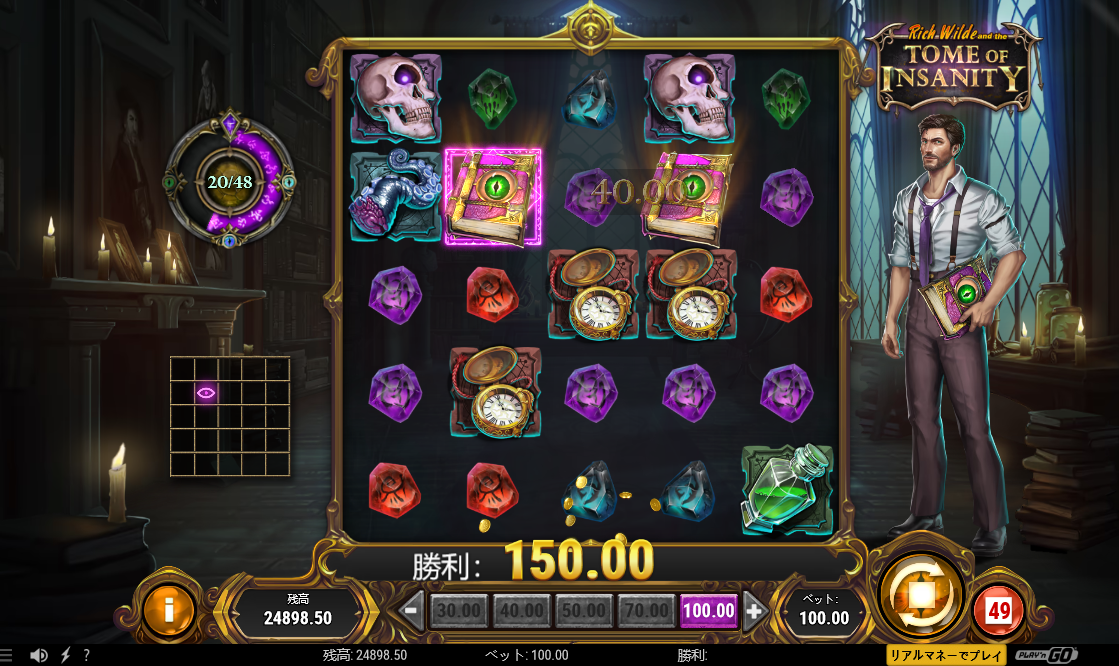 Rich Wilde and the
TOME OF
INSANITY
20/48
40.00
勝利: 150.00
残高
24898.50
30.00
40.00
50.00
70.00
100.00
ベット:
100.00
49
残高: 24898.50
ベット: 100.00
勝利:
リアルマネーでプレイ
PLAY'n GO